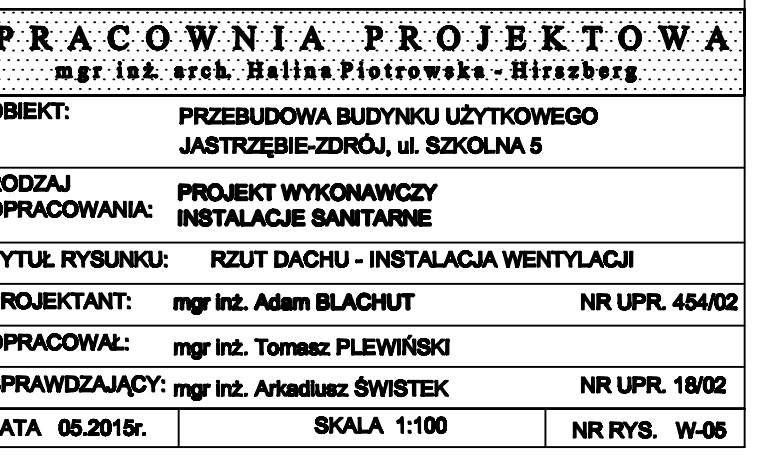 PRACOWNIA PROJEKTOWA
mgr inż. arch. Halina Piotrowska - Hirszberg
OBIEKT: PRZEBUDOWA BUDYNKU UŻYTKOWEGO
JASTRZĘBIE-ZDRÓJ, ul. SZKOLNA 5
RODZAJ
OPRACOWANIA:
PROJEKT WYKONAWCZY
INSTALACJE SANITARNE
YTUŁ RYSUNKU: RZUT DACHU - INSTALACJA WENTYLACJI
ROJEKTANT: mgr inż. Adam BLACHUT NR UPR. 454/02
OPRACOWAŁ: mgr inż. Tomasz PLEWIŃSKI
SPRAWDZAJĄCY: mgr inż. Arkadiusz ŚWISTEK NR UPR. 18/02
ATA 05.2015r. SKALA 1:100 NR RYS. W-05